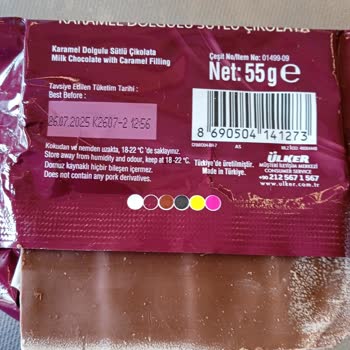 KARAMEL DOLGULU SÜTLÜ ÇİKOLATA
Karamel Dolgulu Sütlü Çikolata
Milk Chocolate with Caramel Filling
Çeşit No/Item No: 01499-09
Net: 55g e
Tavsiye Edilen Tüketim Tarihi :
Best Before :
26.07.2025 K2607-2 12:56
8 690504 141273
Kokudan ve nemden uzakta, 18-22 °C 'de saklayınız.
Store away from humidity and odour, keep at 18 -22 °C.
Domuz kaynaklı hiçbir bileşen içermez.
Does not contain any pork derivatives.
Türkiye'de üretilmiştir.
Made in Türkiye.
ÜLKER
MÜŞTERİ İLETİŞİM MERKEZİ
CONSUMER SERVICE
+90 212 567 1 567
www.ulker.com.tr